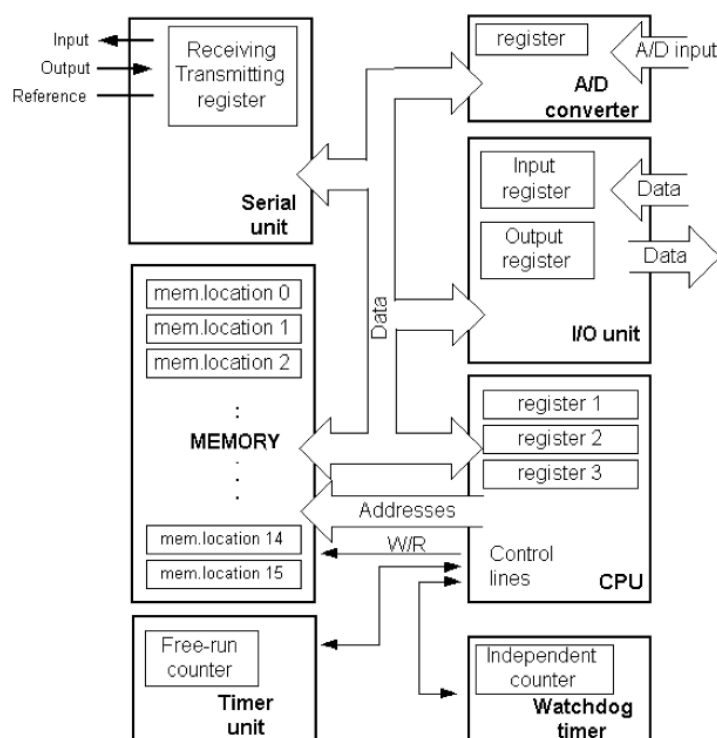 Input
Output
Reference
Receiving
Transmitting
register
Serial
unit
register
A/D input
A/D
converter
Input
register
Output
register
Data
Data
I/O unit
mem.location 0
mem.location 1
mem.location 2
:
MEMORY
mem.location 14
mem.location 15
Data
register 1
register 2
register 3
Addresses
W/R
Control
lines
CPU
Free-run
counter
Timer
unit
Independent
counter
Watchdog
timer